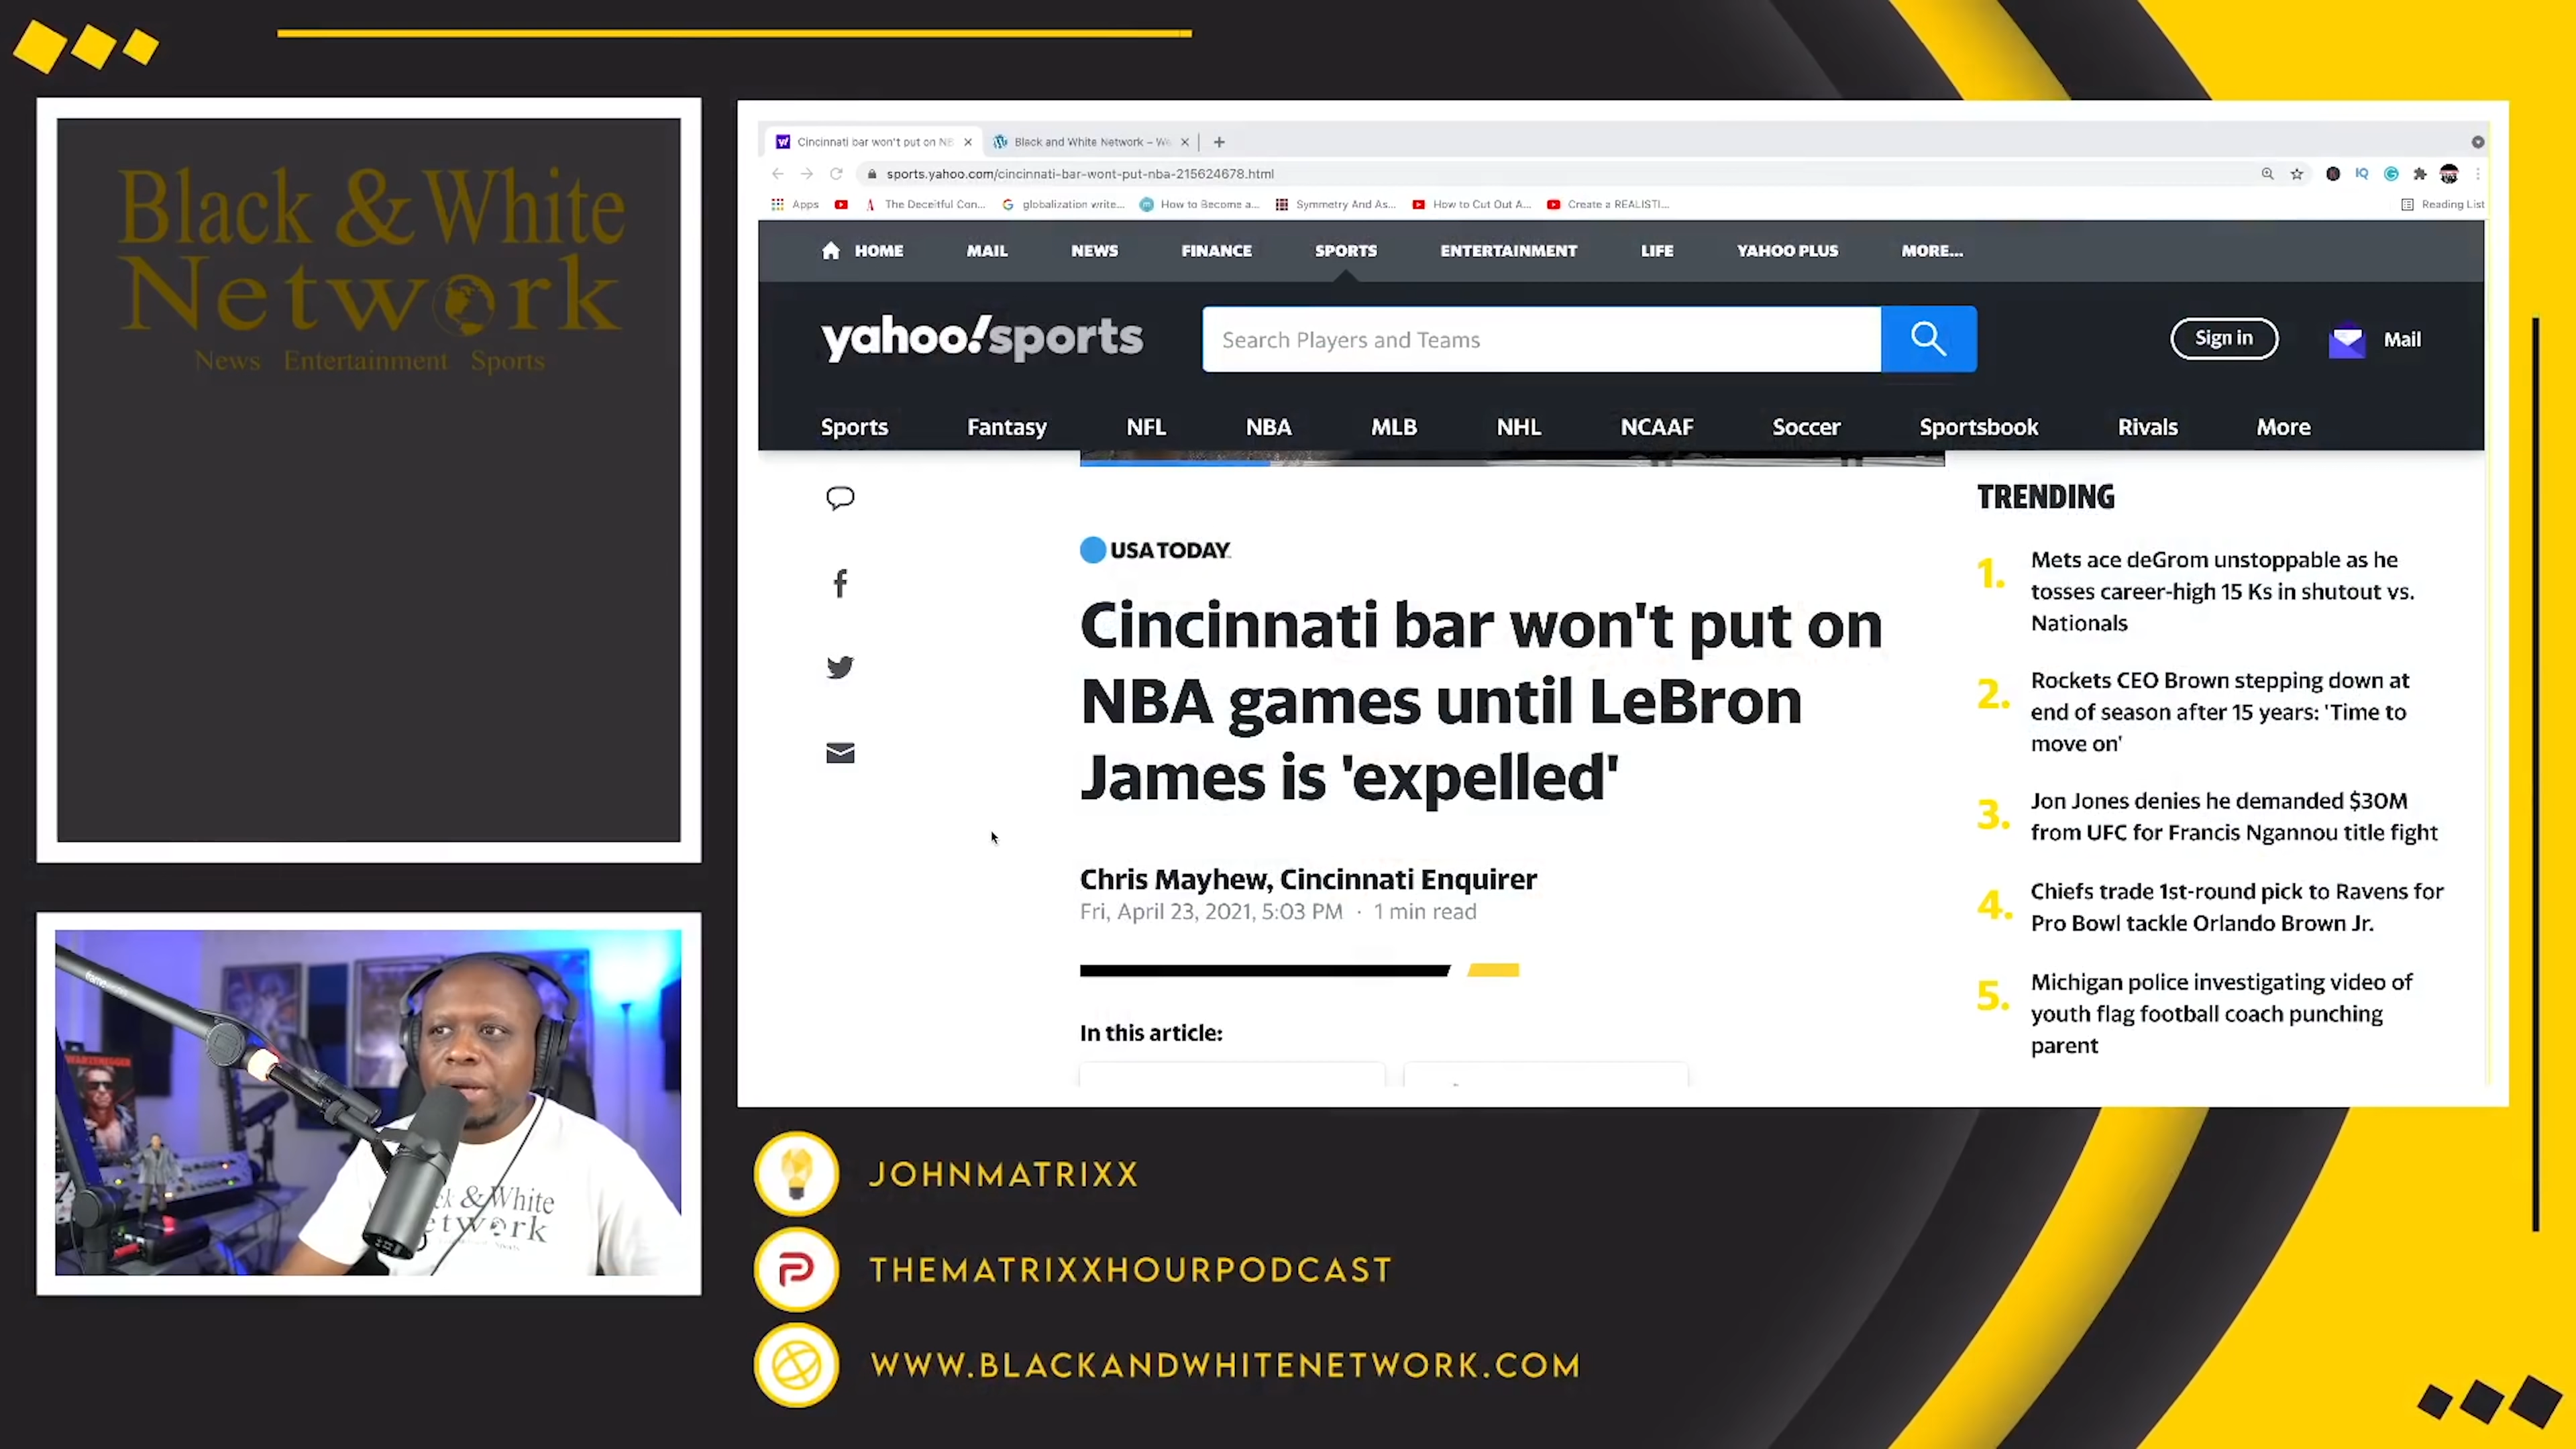 Black & White
Network
News Entertainment Sports
Cincinnati bar won't put on NB
Black and White Network – We
sports.yahoo.com/cincinnati-bar-wont-put-nba-215624678.html
Apps
The Deceitful Con...
globalization write...
How to Become a...
Symmetry And As...
How to Cut Out A...
Create a REALISTI...
Reading List
HOME MAIL NEWS FINANCE SPORTS ENTERTAINMENT LIFE YAHOO PLUS MORE...
yahoo!sports
Search Players and Teams
Sign in
Mail
Sports Fantasy NFL NBA MLB NHL NCAAF Soccer Sportsbook Rivals More
USA TODAY
Cincinnati bar won't put on
NBA games until LeBron
James is 'expelled'
Chris Mayhew, Cincinnati Enquirer
Fri, April 23, 2021, 5:03 PM · 1 min read
In this article:
TRENDING
1. Mets ace deGrom unstoppable as he
tosses career-high 15 Ks in shutout vs.
Nationals
2. Rockets CEO Brown stepping down at
end of season after 15 years: 'Time to
move on'
3. Jon Jones denies he demanded $30M
from UFC for Francis Ngannou title fight
4. Chiefs trade 1st-round pick to Ravens for
Pro Bowl tackle Orlando Brown Jr.
5. Michigan police investigating video of
youth flag football coach punching
parent
ck & White
etwork
JOHNMATRIXX
THEMATRIXXHOURPODCAST
WWW.BLACKANDWHITENETWORK.COM